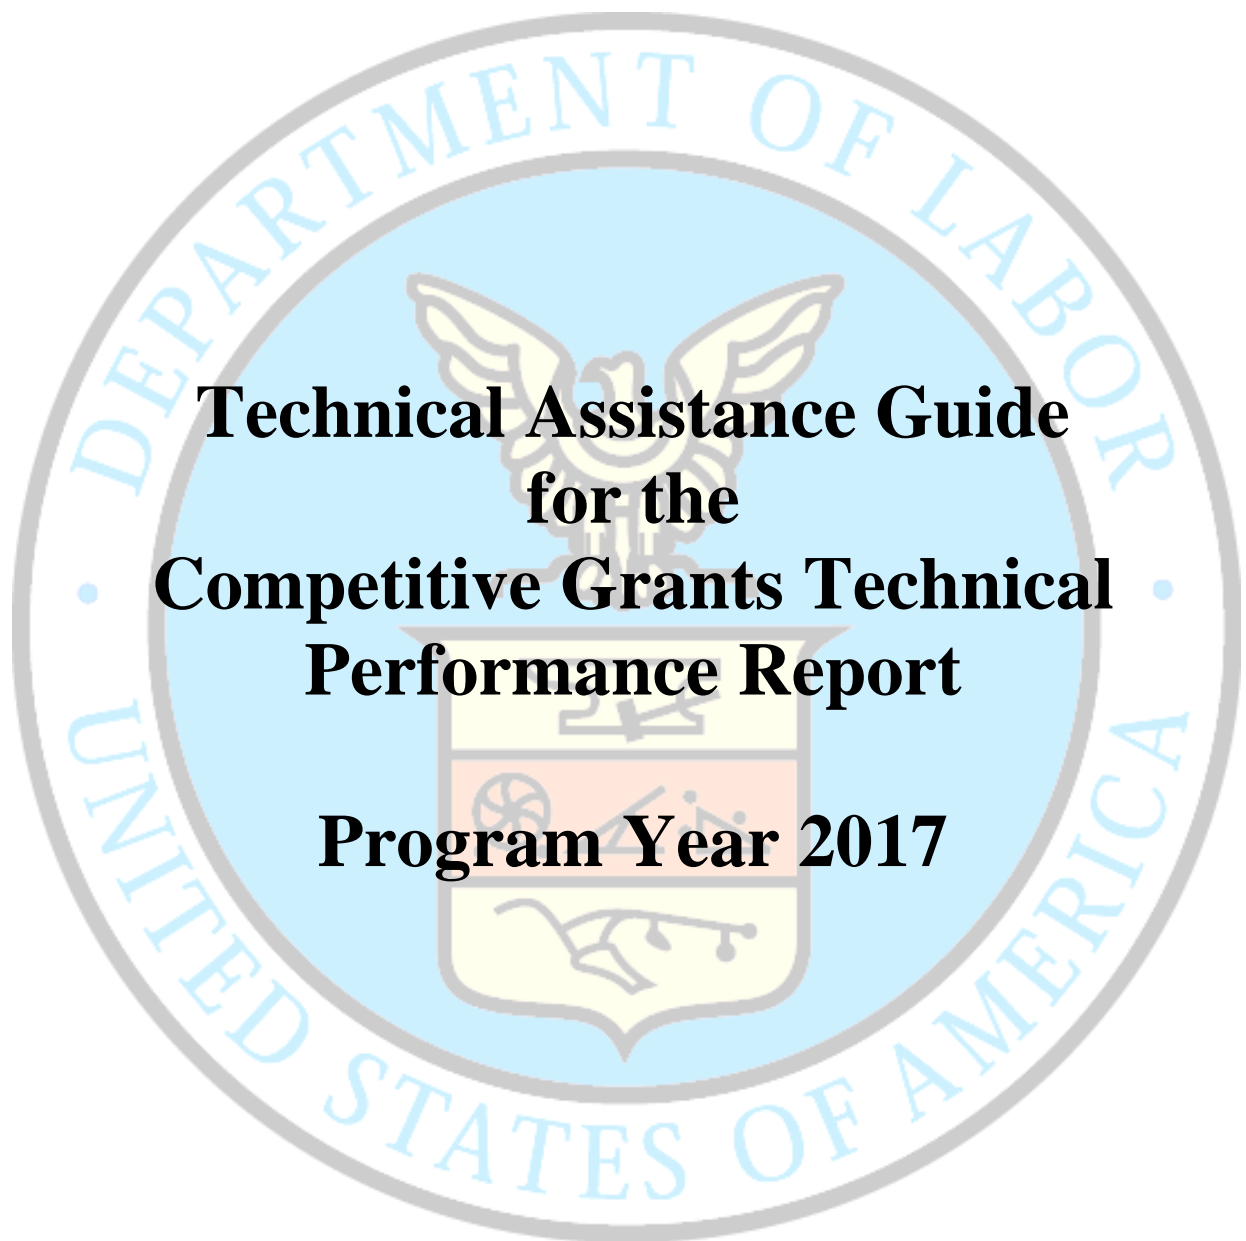 DEPARTMENT OF LABOR
Technical Assistance Guide
for the
Competitive Grants Technical
Performance Report
Program Year 2017
UNITED STATES OF AMERICA